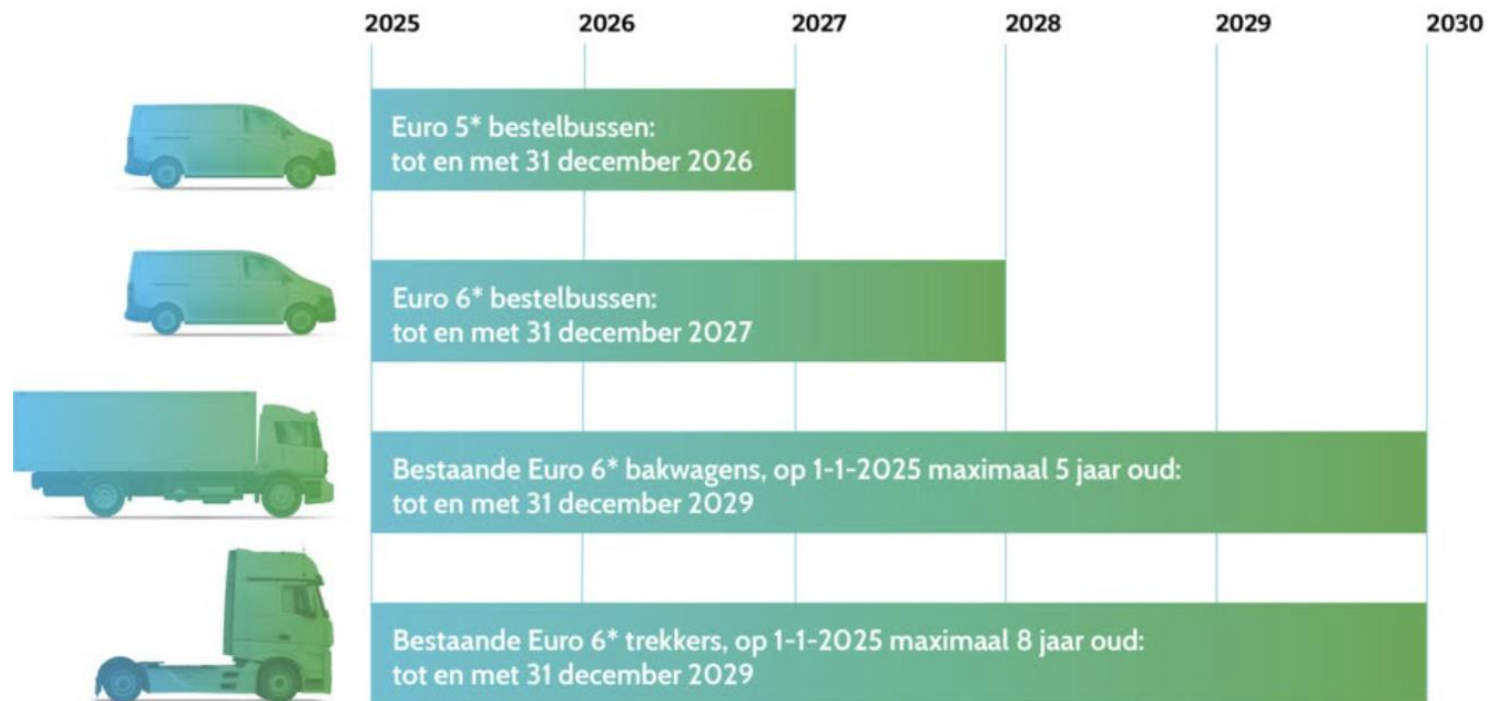 2025 2026 2027 2028 2029 2030
Euro 5* bestelbussen:
tot en met 31 december 2026
Euro 6* bestelbussen:
tot en met 31 december 2027
Bestaande Euro 6* bakwagens, op 1-1-2025 maximaal 5 jaar oud:
tot en met 31 december 2029
Bestaande Euro 6* trekkers, op 1-1-2025 maximaal 8 jaar oud:
tot en met 31 december 2029